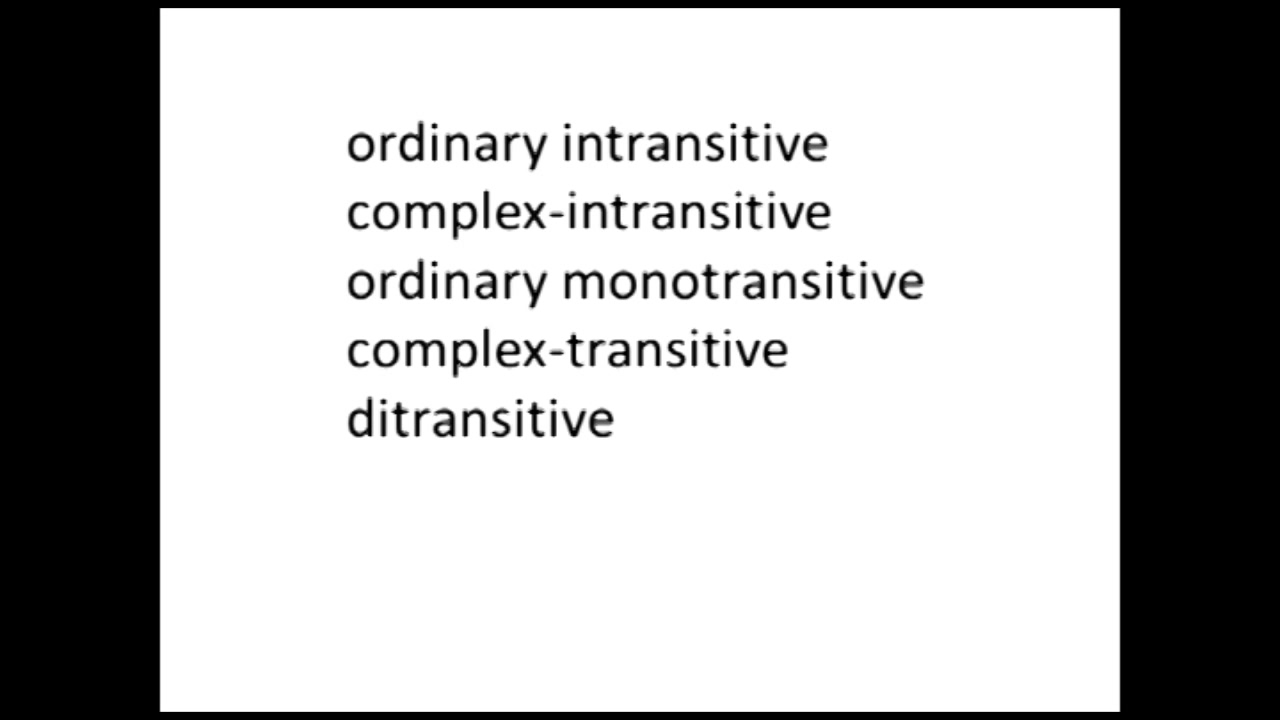 ordinary intransitive
complex-intransitive
ordinary monotransitive
complex-transitive
ditransitive